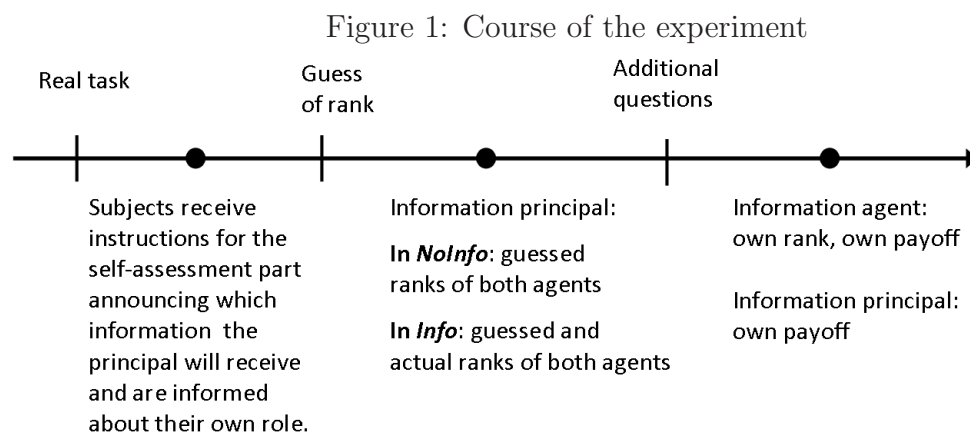 Figure 1: Course of the experiment
Real task
Guess
of rank
Additional
questions
Subjects receive
instructions for the
self-assessment part
announcing which
information the
principal will receive
and are informed
about their own role.
Information principal:
In NoInfo: guessed
ranks of both agents
In Info: guessed and
actual ranks of both agents
Information agent:
own rank, own payoff
Information principal:
own payoff